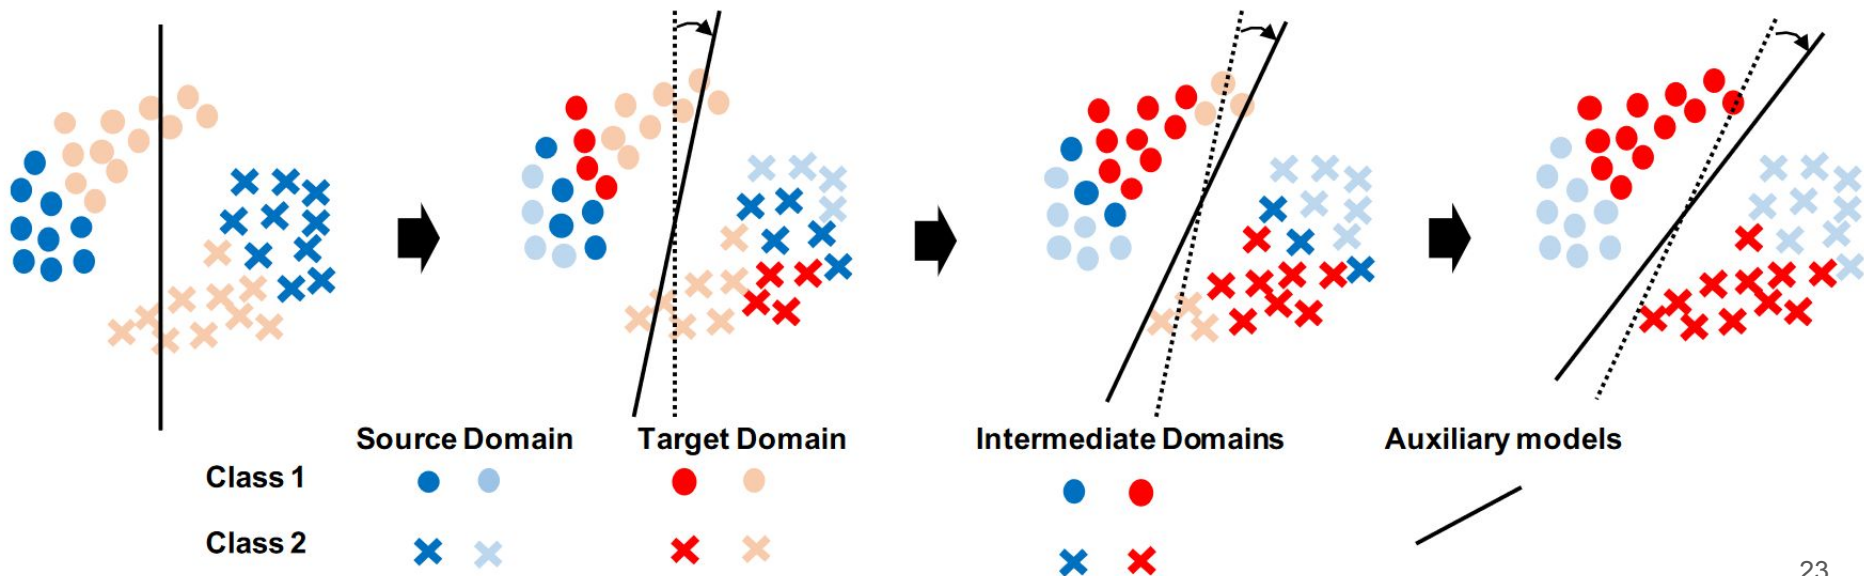 Source Domain Target Domain Intermediate Domains Auxiliary models
Class 1
Class 2
23